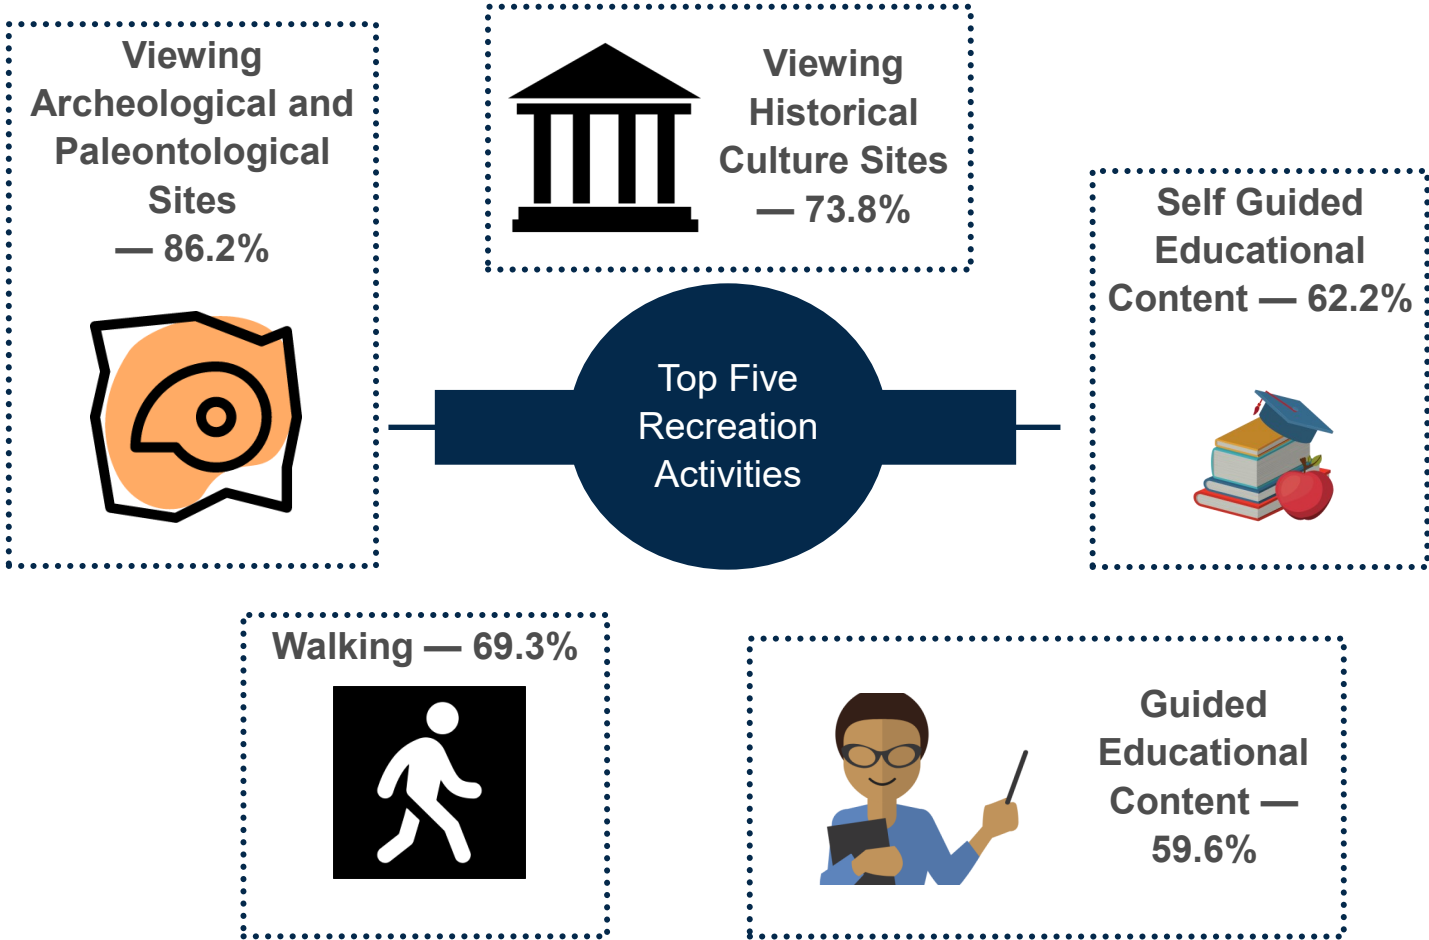 Viewing
Archeological and
Paleontological
Sites
— 86.2%
Viewing
Historical
Culture Sites
— 73.8%
Self Guided
Educational
Content — 62.2%
Top Five
Recreation
Activities
Walking — 69.3%
Guided
Educational
Content —
59.6%